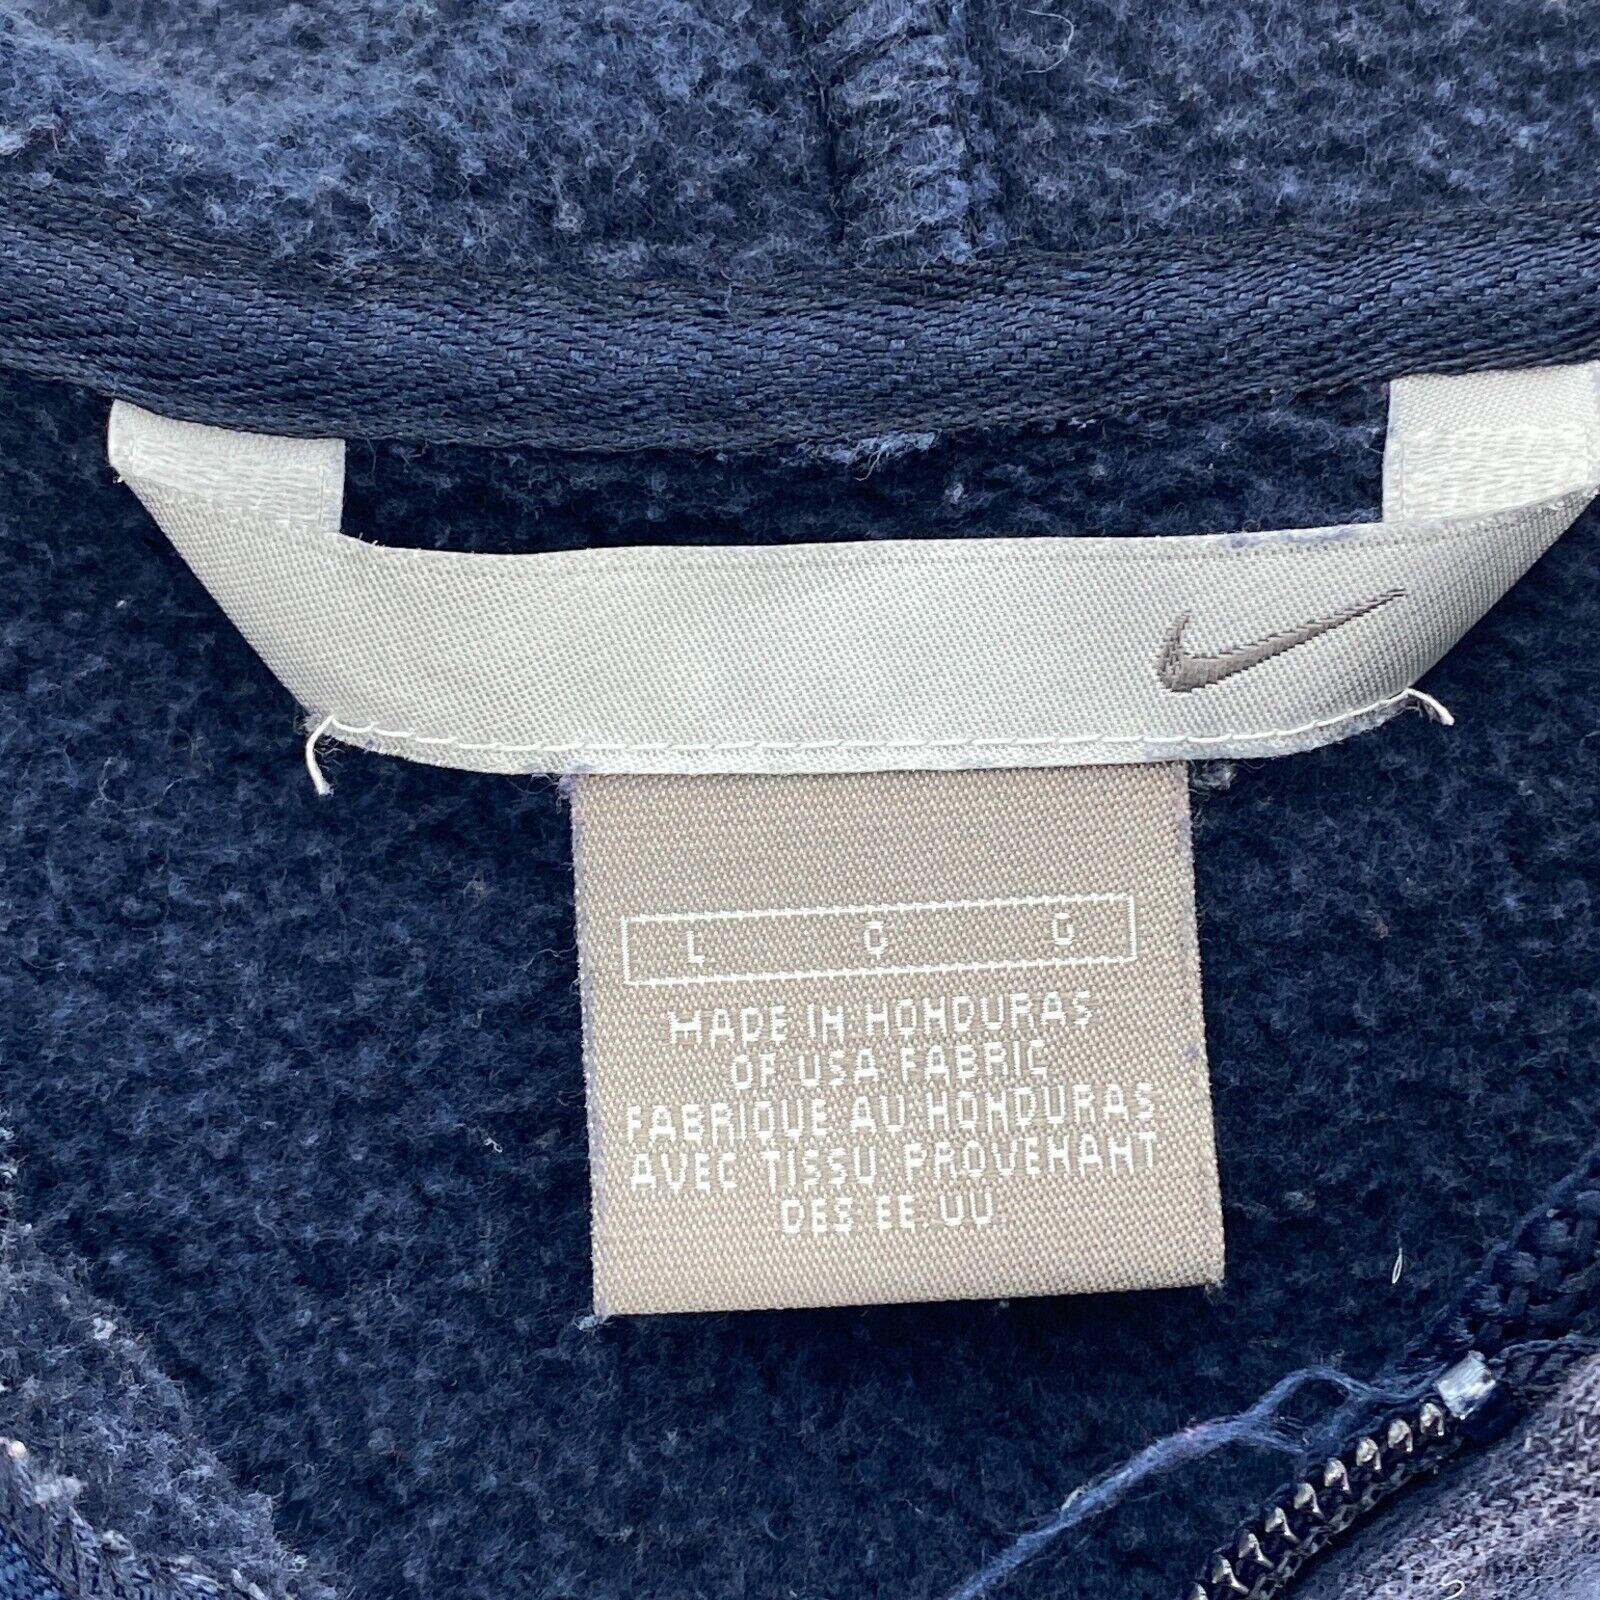 L G G
MADE IN HONDURAS
OF USA FABRIC
FABRIQUE AU HONDURAS
AVEC TISSU PROVENANT
DES EE.UU.